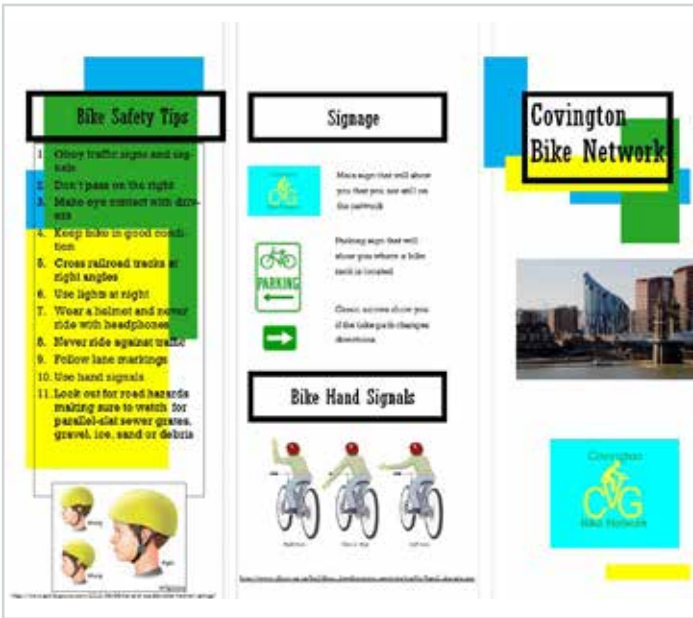 Bike Safety Tips
1. Obey traffic signs and sig-
nals
2. Don't pass on the right
3. Make eye contact with driv-
ers
4. Keep bike in good condi-
tion
5. Cross railroad tracks at
right angles
6. Use lights at night
7. Wear a helmet and never
ride with headphones
8. Never ride against traffic
9. Follow lane markings
10. Use hand signals
11. Look out for road hazards
making sure to watch for
parallel-slat sewer grates,
gravel, ice, sand or debris
Wrong
Wrong
Right
Signage
Main sign that will show
you that you are still on
the network
PARKING
Parking sign that will
show you where a bike
rack is located
Green arrows show you
if the bike path changes
directions
Bike Hand Signals
Covington
Bike Network
Covington
CVG
Bike Network